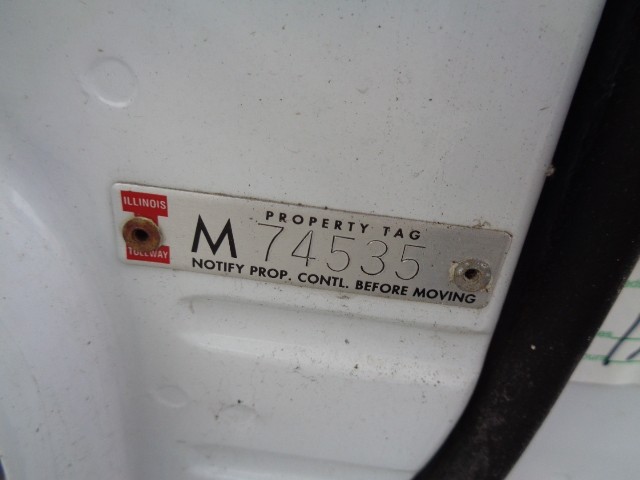 ILLINOIS
TOLLWAY
PROPERTY TAG
M 74535
NOTIFY PROP. CONTL. BEFORE MOVING